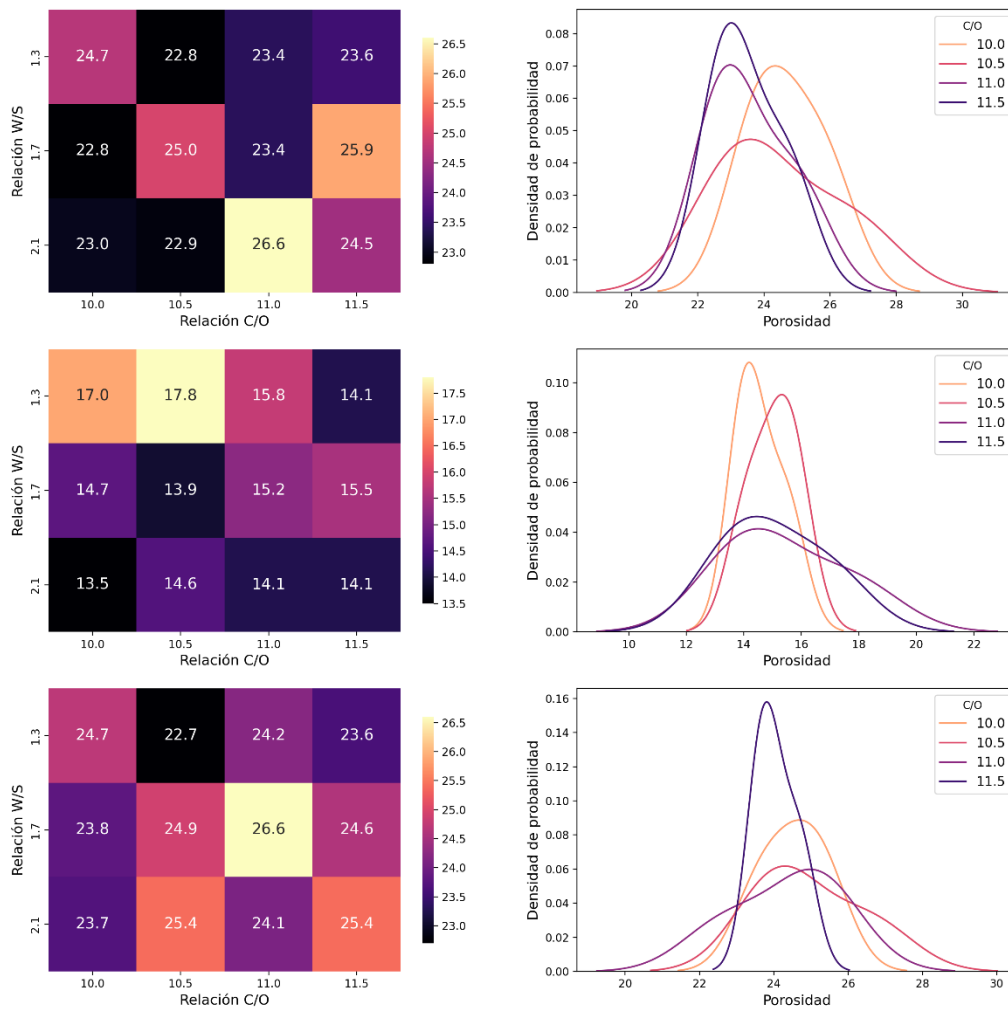 24.7 22.8 23.4 23.6
22.8 25.0 23.4 25.9
23.0 22.9 26.6 24.5
1.3
1.7
2.1
Relación W/S
10.0 10.5 11.0 11.5
Relación C/O
26.5
26.0
25.5
25.0
24.5
24.0
23.5
23.0
Densidad de probabilidad
0.08
0.07
0.06
0.05
0.04
0.03
0.02
0.01
0.00
20 22 24 26 28 30
Porosidad
C/O
10.0
10.5
11.0
11.5
17.0 17.8 15.8 14.1
14.7 13.9 15.2 15.5
13.5 14.6 14.1 14.1
1.3
1.7
2.1
Relación W/S
10.0 10.5 11.0 11.5
Relación C/O
17.5
17.0
16.5
16.0
15.5
15.0
14.5
14.0
13.5
Densidad de probabilidad
0.10
0.08
0.06
0.04
0.02
0.00
10 12 14 16 18 20 22
Porosidad
C/O
10.0
10.5
11.0
11.5
24.7 22.7 24.2 23.6
23.8 24.9 26.6 24.6
23.7 25.4 24.1 25.4
1.3
1.7
2.1
Relación W/S
10.0 10.5 11.0 11.5
Relación C/O
26.5
26.0
25.5
25.0
24.5
24.0
23.5
23.0
Densidad de probabilidad
0.16
0.14
0.12
0.10
0.08
0.06
0.04
0.02
0.00
20 22 24 26 28 30
Porosidad
C/O
10.0
10.5
11.0
11.5